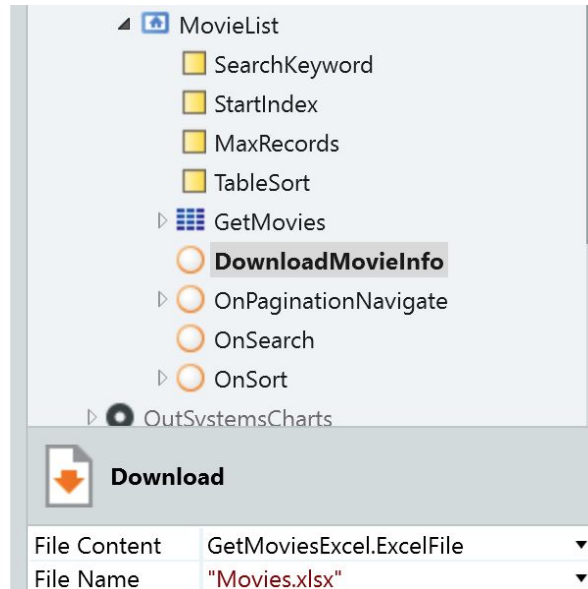 MovieList
SearchKeyword
StartIndex
MaxRecords
TableSort
GetMovies
DownloadMovieInfo
OnPaginationNavigate
OnSearch
OnSort
OutSystemsCharts
Download
File Content GetMoviesExcel.ExcelFile
File Name "Movies.xlsx"